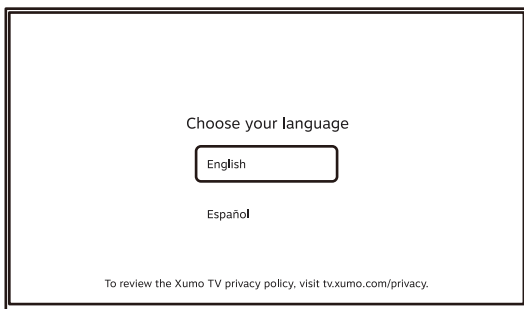 Choose your language
English
Español
To review the Xumo TV privacy policy, visit tv.xumo.com/privacy.